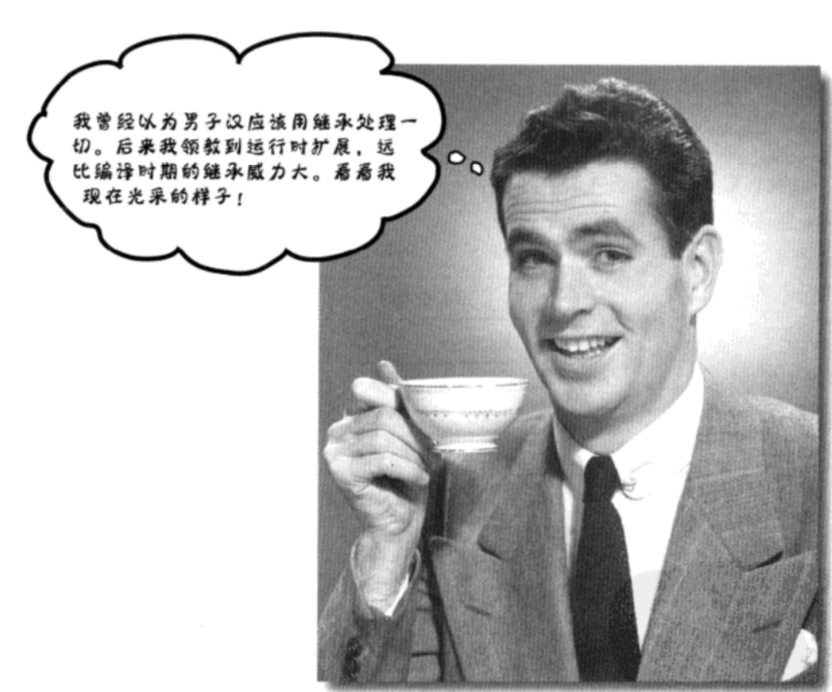 我曾经以为男子汉应该用继承处理一
切。后来我领教到运行时扩展，远
比编译时期的继承威力大。看看我
现在光采的样子！